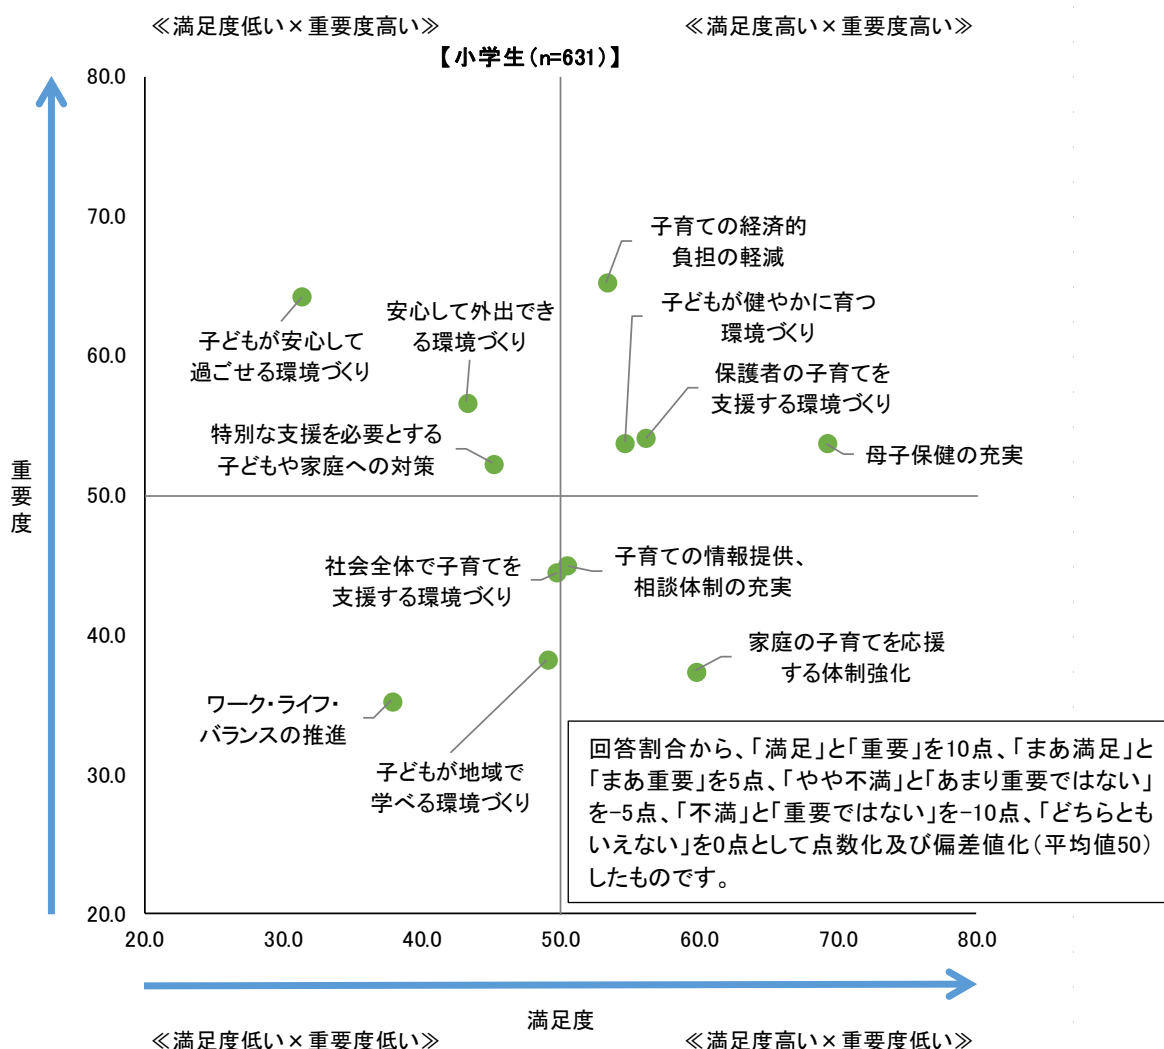 ≪満足度低い×重要度高い≫
≪満足度高い×重要度高い≫
【小学生(n=631)】
80.0
70.0
60.0
50.0
40.0
30.0
20.0
重要度
子育ての経済的
負担の軽減
子どもが安心して
過ごせる環境づくり
安心して外出でき
る環境づくり
子どもが健やかに育つ
環境づくり
保護者の子育てを
支援する環境づくり
特別な支援を必要とする
子どもや家庭への対策
母子保健の充実
社会全体で子育てを
支援する環境づくり
子育ての情報提供、
相談体制の充実
家庭の子育てを応援
する体制強化
ワーク・ライフ・
バランスの推進
子どもが地域で
学べる環境づくり
回答割合から、「満足」と「重要」を10点、「まあ満足」と
「まあ重要」を5点、「やや不満」と「あまり重要ではない」
を-5点、「不満」と「重要ではない」を-10点、「どちらとも
いえない」を0点として点数化及び偏差値化(平均値50)
したものです。
20.0
30.0
40.0
50.0
60.0
70.0
80.0
満足度
≪満足度低い×重要度低い≫
≪満足度高い×重要度低い≫